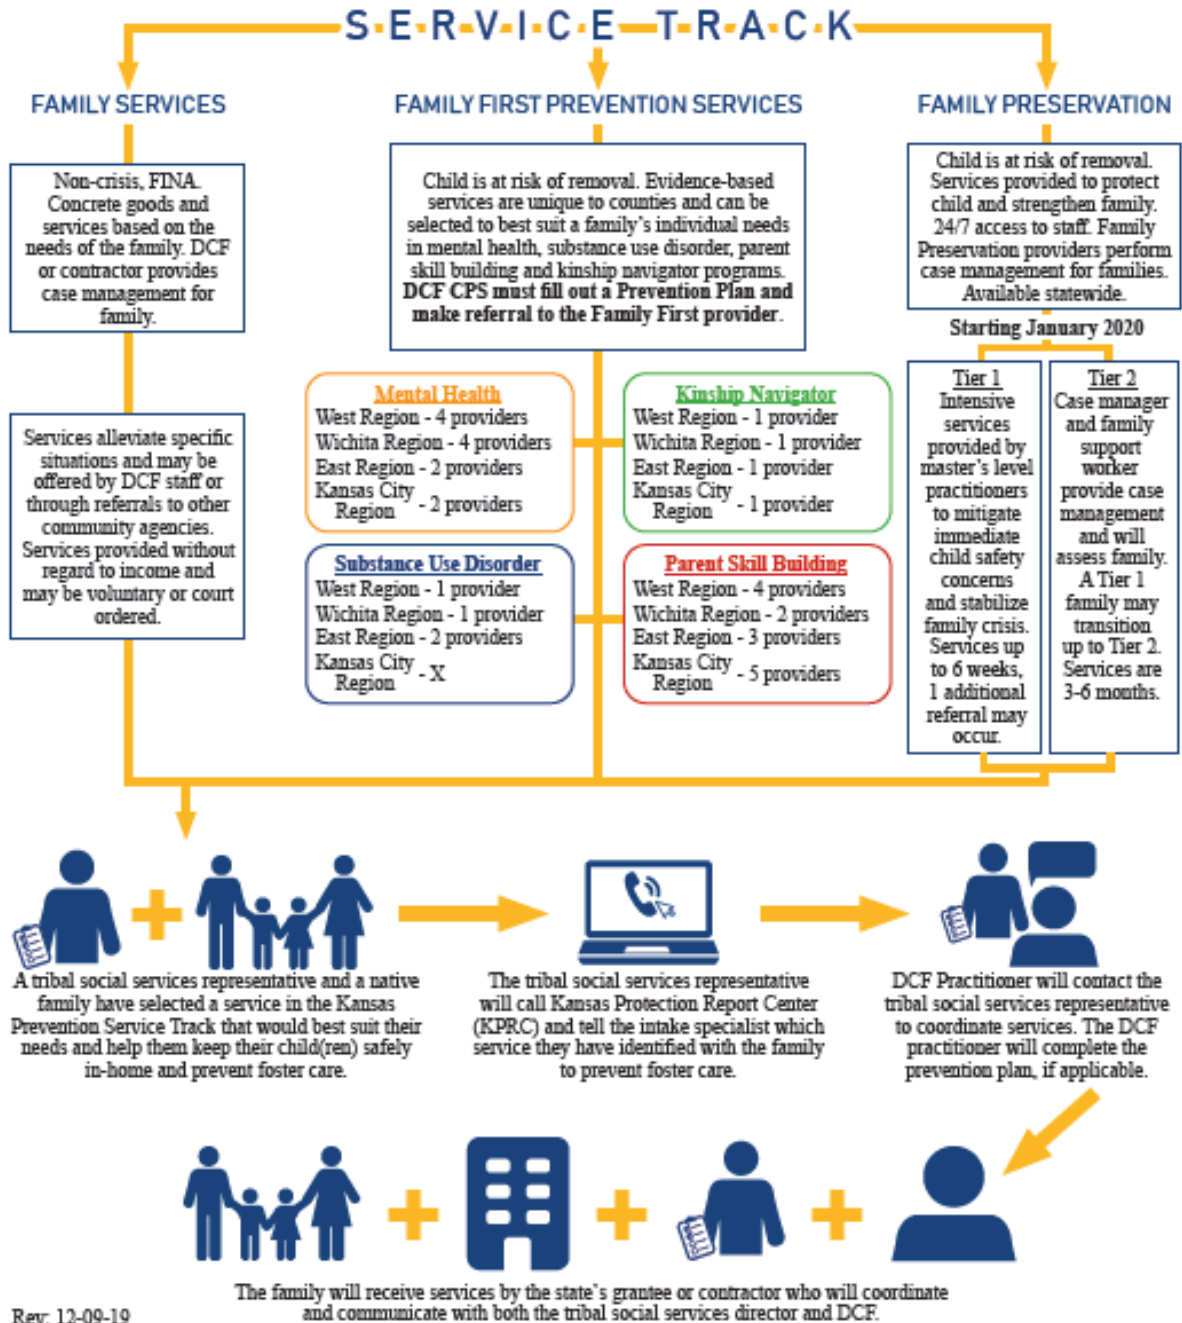 SERVICE TRACK
FAMILY SERVICES
Non-crisis, FINA.
Concrete goods and
services based on the
needs of the family. DCF
or contractor provides
case management for
family.
Services alleviate specific
situations and may be
offered by DCF staff or
through referrals to other
community agencies.
Services provided without
regard to income and
may be voluntary or court
ordered.
FAMILY FIRST PREVENTION SERVICES
Child is at risk of removal. Evidence-based
services are unique to counties and can be
selected to best suit a family's individual needs
in mental health, substance use disorder, parent
skill building and kinship navigator programs.
DCF CPS must fill out a Prevention Plan and
make referral to the Family First provider.
Mental Health
West Region - 4 providers
Wichita Region - 4 providers
East Region - 2 providers
Kansas City
Region - 2 providers
Kinship Navigator
West Region - 1 provider
Wichita Region - 1 provider
East Region - 1 provider
Kansas City
Region - 1 provider
Substance Use Disorder
West Region - 1 provider
Wichita Region - 1 provider
East Region - 2 providers
Kansas City
Region - X
Parent Skill Building
West Region - 4 providers
Wichita Region - 2 providers
East Region - 3 providers
Kansas City
Region - 5 providers
FAMILY PRESERVATION
Child is at risk of removal.
Services provided to protect
child and strengthen family.
24/7 access to staff. Family
Preservation providers perform
case management for families.
Available statewide.
Starting January 2020
Tier 1
Intensive
services
provided by
master's level
practitioners
to mitigate
immediate
child safety
concerns
and stabilize
family crisis.
Services up
to 6 weeks,
1 additional
referral may
occur.
Tier 2
Case manager
and family
support
worker
provide case
management
and will
assess family.
A Tier 1
family may
transition
up to Tier 2.
Services are
3-6 months.
A tribal social services representative and a native
family have selected a service in the Kansas
Prevention Service Track that would best suit their
needs and help them keep their child(ren) safely
in-home and prevent foster care.
The tribal social services representative
will call Kansas Protection Report Center
(KPRC) and tell the intake specialist which
service they have identified with the family
to prevent foster care.
DCF Practitioner will contact the
tribal social services representative
to coordinate services. The DCF
practitioner will complete the
prevention plan, if applicable.
The family will receive services by the state's grantee or contractor who will coordinate
and communicate with both the tribal social services director and DCF.
Rev: 12-09-19